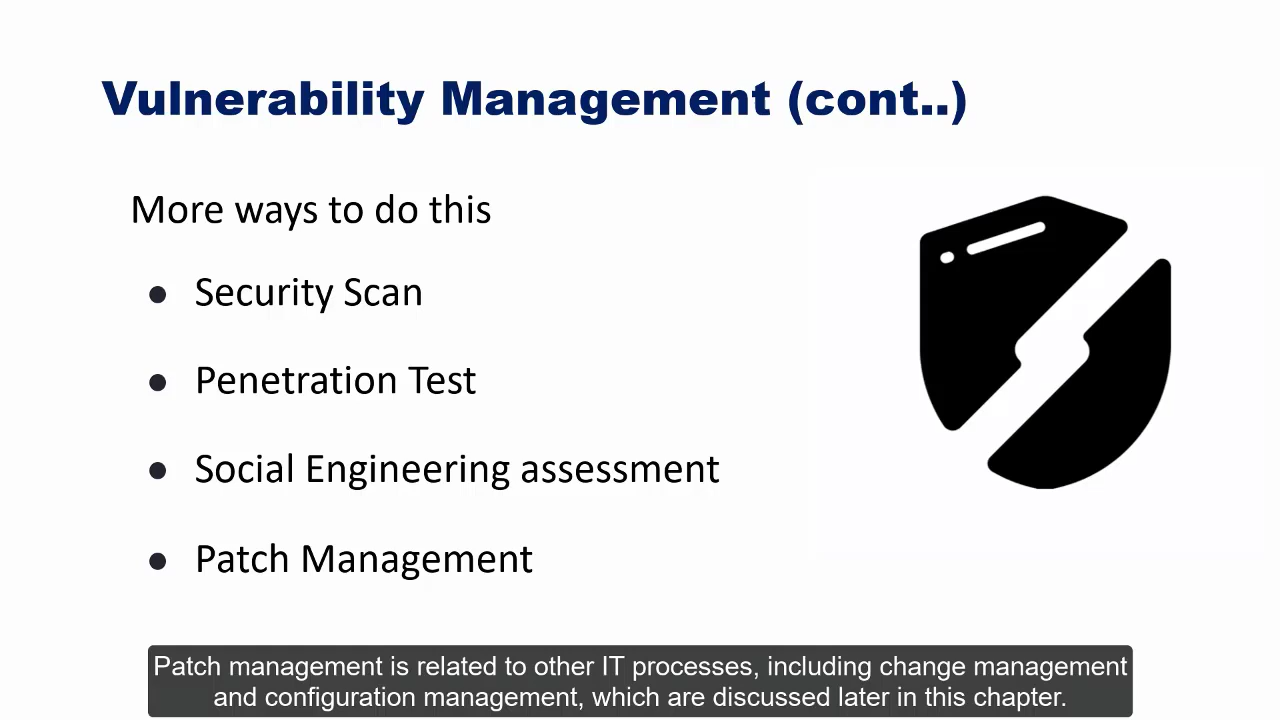 Vulnerability Management (cont..)
More ways to do this
● Security Scan
● Penetration Test
● Social Engineering assessment
● Patch Management
Patch management is related to other IT processes, including change management
and configuration management, which are discussed later in this chapter.